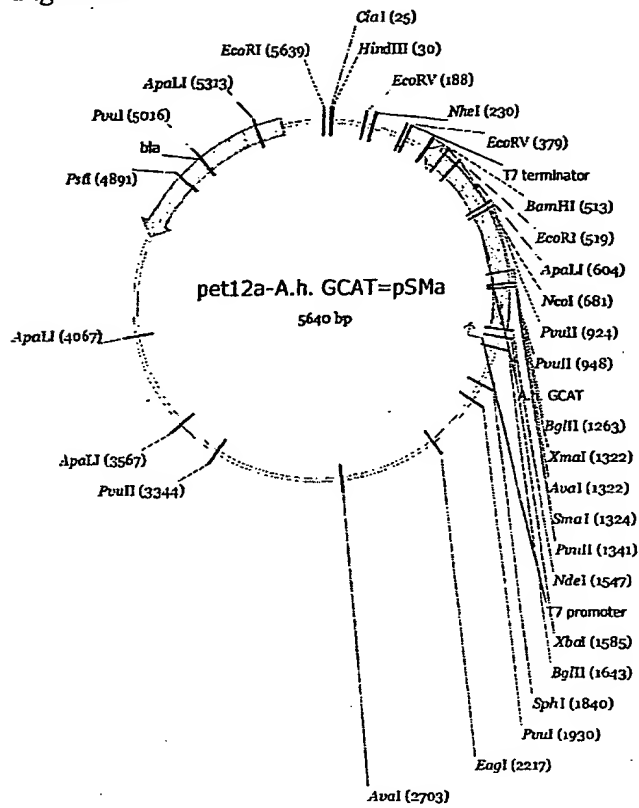 ClaI (25)
HindIII (30)
EcoRI (5639)
EcoRV (188)
ApaLI (5313)
NheI (230)
PvuI (5016)
EcoRV (379)
bla
T7 terminator
PstI (4891)
BamHI (513)
EcoRI (519)
ApaLI (604)
NcoI (681)
pet12a-A.h. GCAT=pSMa
5640 bp
PvuII (924)
ApaLI (4067)
PvuII (948)
GCAT
BglII (1263)
XmaI (1322)
ApaLI (3567)
AvaI (1322)
PvuII (3344)
SmaI (1324)
PvuII (1341)
NdeI (1547)
T7 promoter
XbaI (1585)
BglII (1643)
SphI (1840)
PvuI (1930)
EagI (2217)
AvaI (2703)